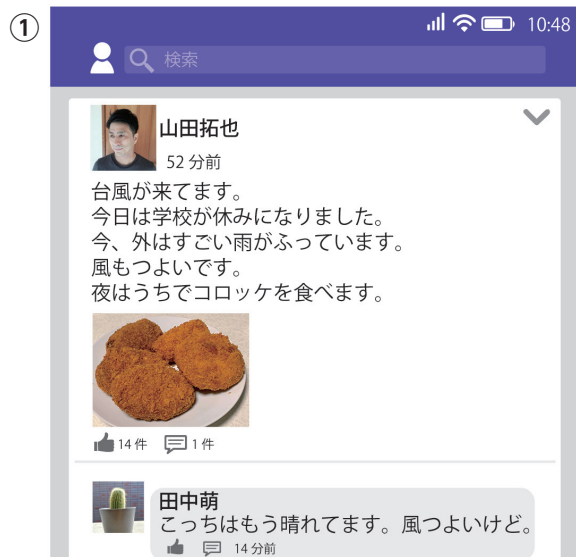 ①
10:48
検索
山田拓也
52 分前
台風が来てます。
今日は学校が休みになりました。
今、外はすごい雨がふっています。
風もつよいです。
夜はうちでコロッケを食べます。
14 件 1 件
田中萌
こっちはもう晴れてます。風つよいけど。
14 分前